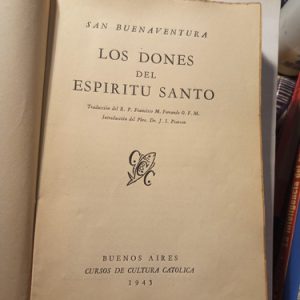 SAN BUENAVENTURA
LOS DONES
DEL
ESPIRITU SANTO
Traducción del R. P. Francisco M. Ferrando O. F. M.
Introducción del Pbro. Dr. J. S.
BUENOS AIRES
CURSOS DE CULTURA CATOLICA
1943